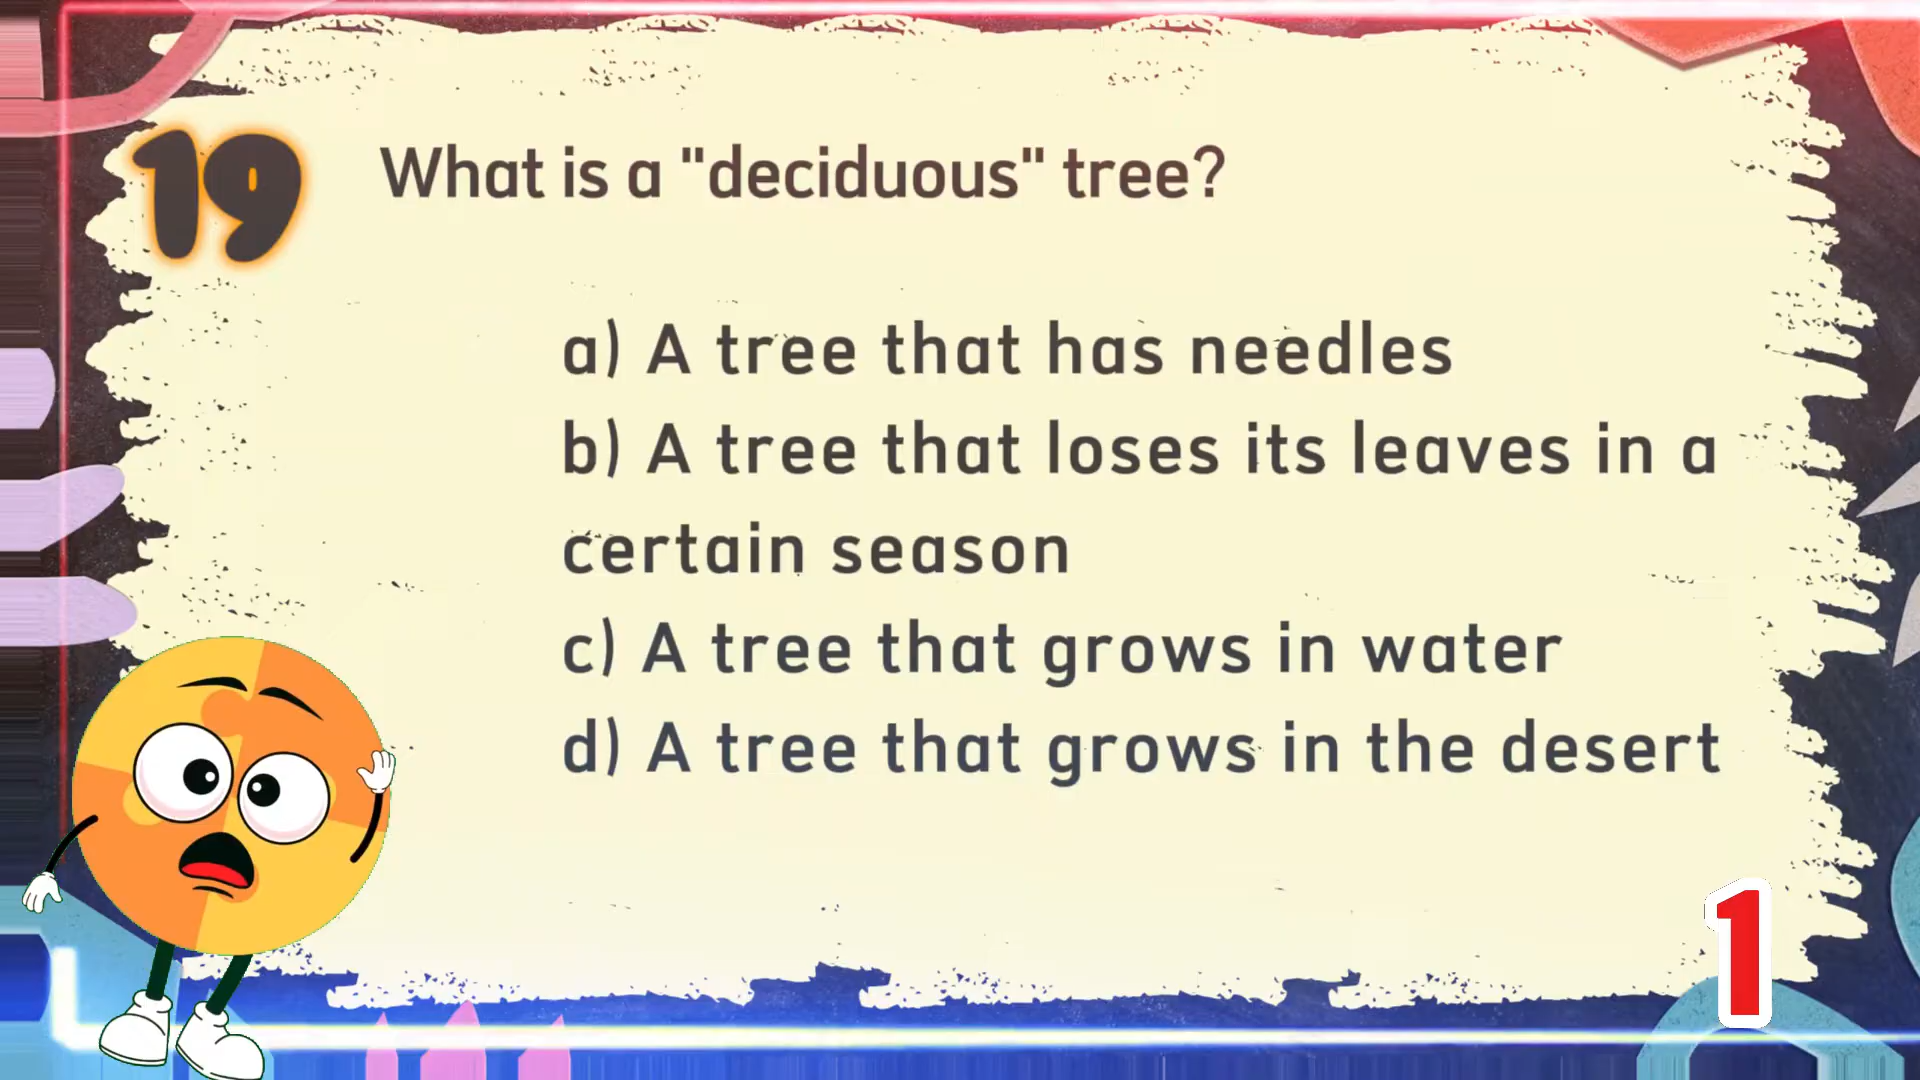 19 What is a "deciduous" tree?
a) A tree that has needles
b) A tree that loses its leaves in a
certain season
c) A tree that grows in water
d) A tree that grows in the desert
1